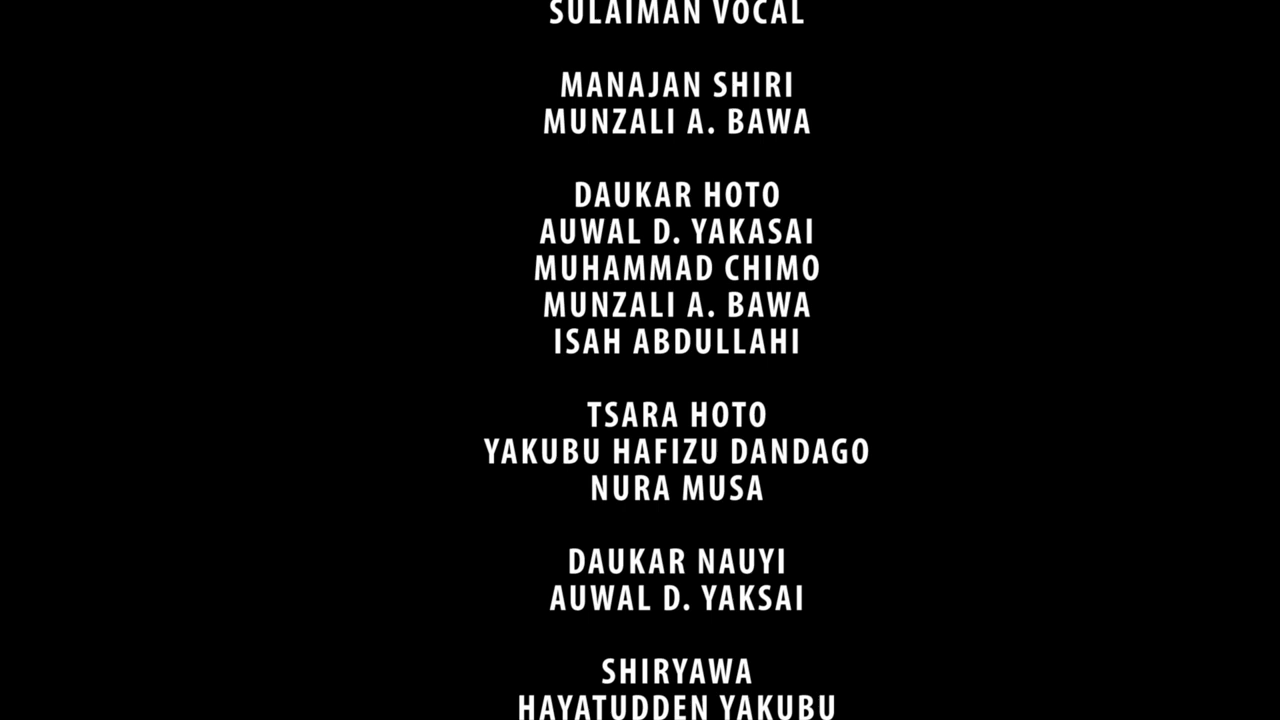 SULAIMAN VOCAL
MANAJAN SHIRI
MUNZALI A. BAWA
DAUKAR HOTO
AUWAL D. YAKASAI
MUHAMMAD CHIMO
MUNZALI A. BAWA
ISAH ABDULLAHI
TSARA HOTO
YAKUBU HAFIZU DANDAGO
NURA MUSA
DAUKAR NAUYI
AUWAL D. YAKSAI
SHIRYAWA
HAYATUDDEN YAKUBU